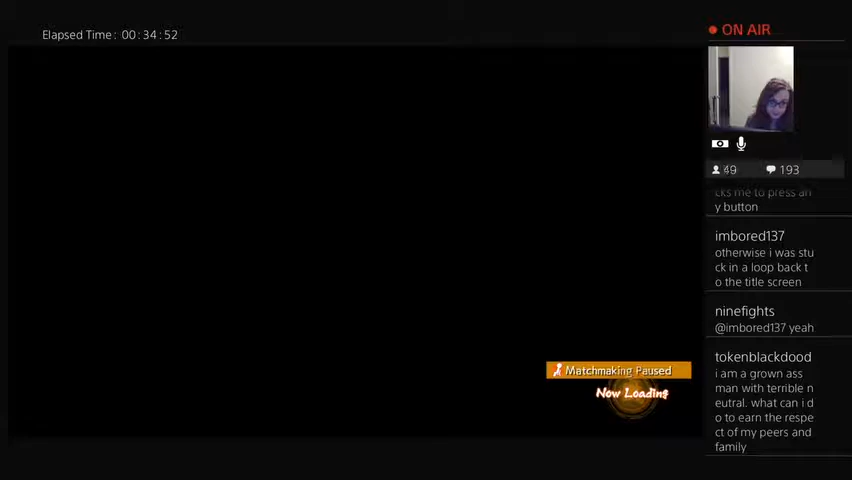 Elapsed Time: 00:34:52
ON AIR
49 193
cks me to press an
y button
imbored137
otherwise i was stu
ck in a loop back t
o the title screen
ninefights
@imbored137 yeah
tokenblackdood
i am a grown ass
man with terrible n
eutral. what can i d
o to earn the respe
ct of my peers and
family
Matchmaking Paused
Now Loading